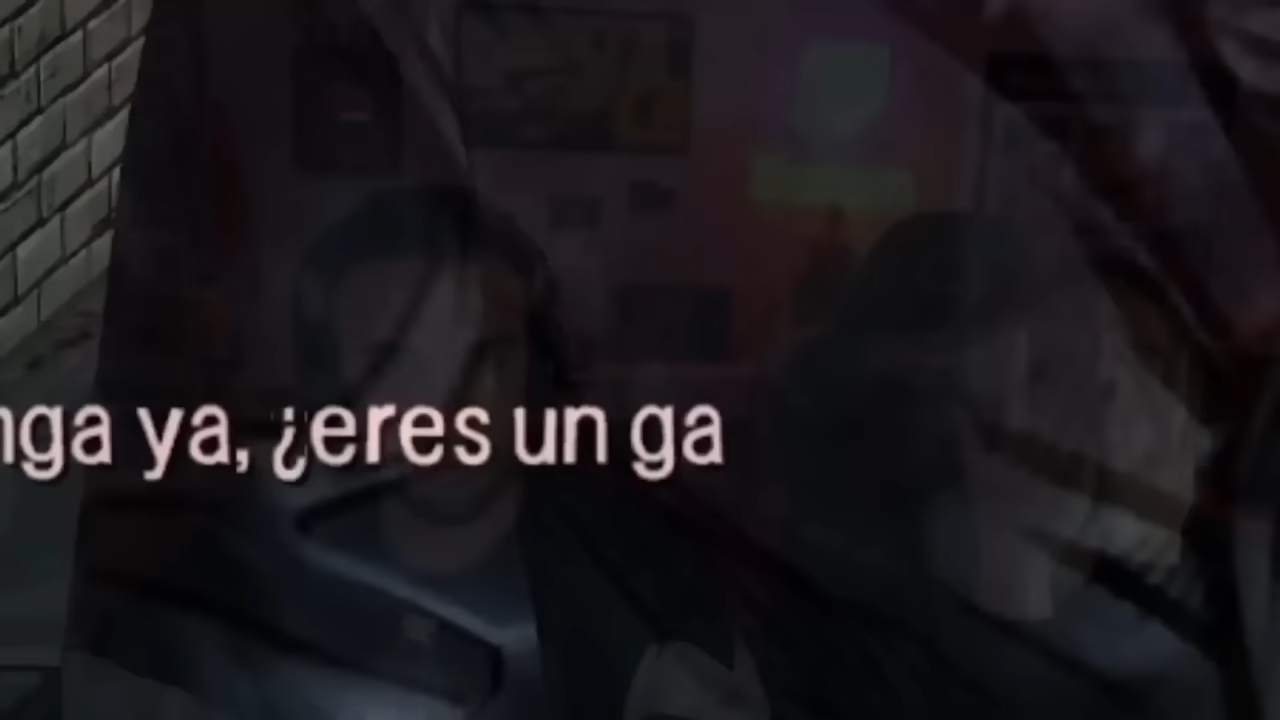 nga ya, ¿eres un ga